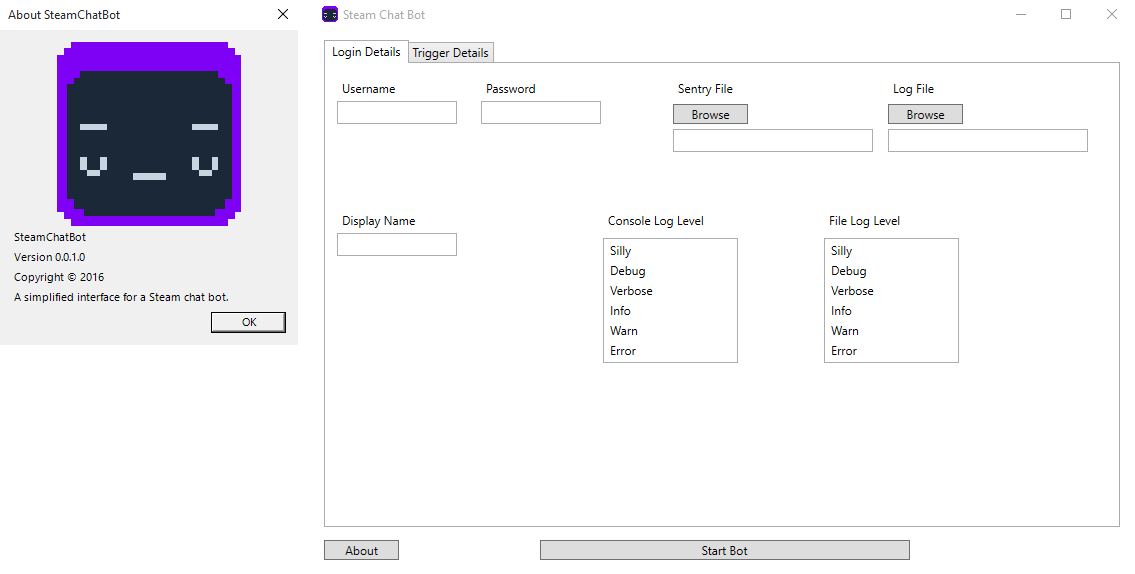 About SteamChatBot
SteamChatBot
Version 0.0.1.0
Copyright © 2016
A simplified interface for a Steam chat bot.
OK
Steam Chat Bot
Login Details Trigger Details
Username Password Sentry File Log File
Browse Browse
Display Name Console Log Level File Log Level
Silly Silly
Debug Debug
Verbose Verbose
Info Info
Warn Warn
Error Error
About Start Bot